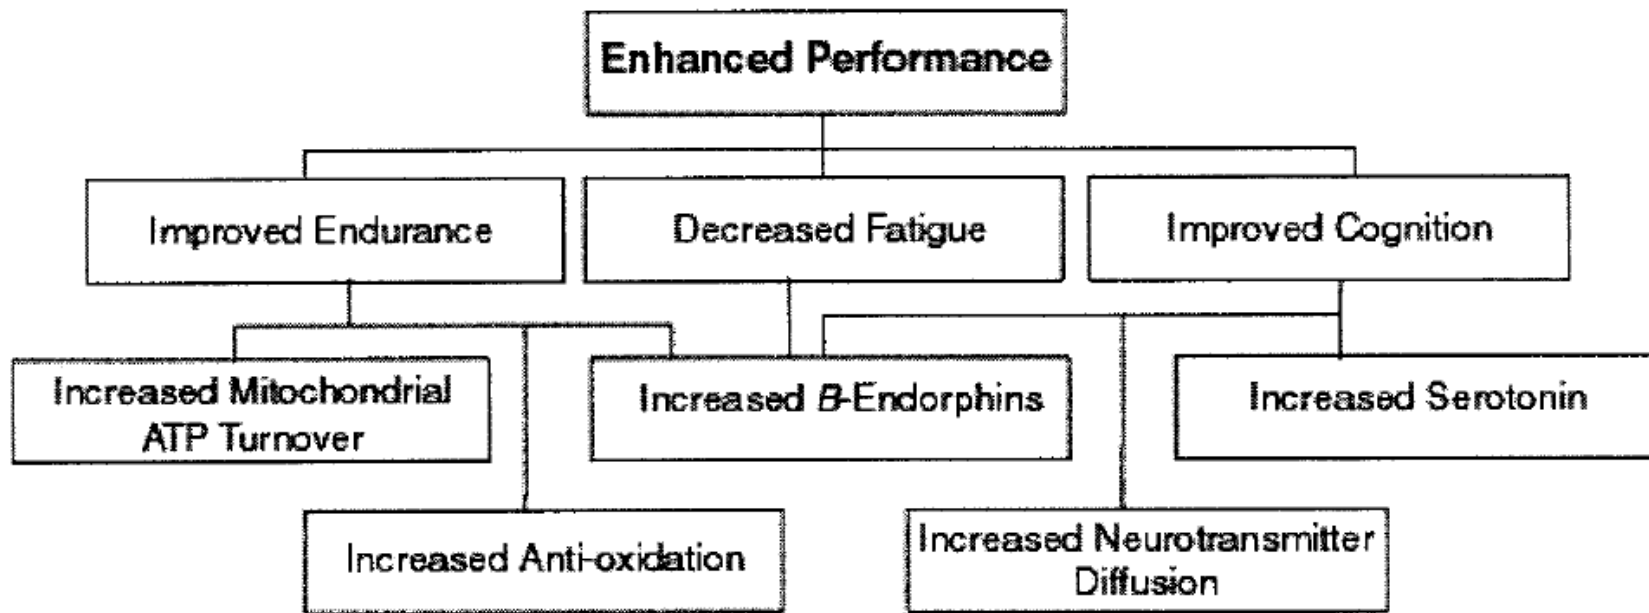 Enhanced Performance
Improved Endurance
Decreased Fatigue
Improved Cognition
Increased Mitochondrial
ATP Turnover
Increased B-Endorphins
Increased Serotonin
Increased Anti-oxidation
Increased Neurotransmitter
Diffusion